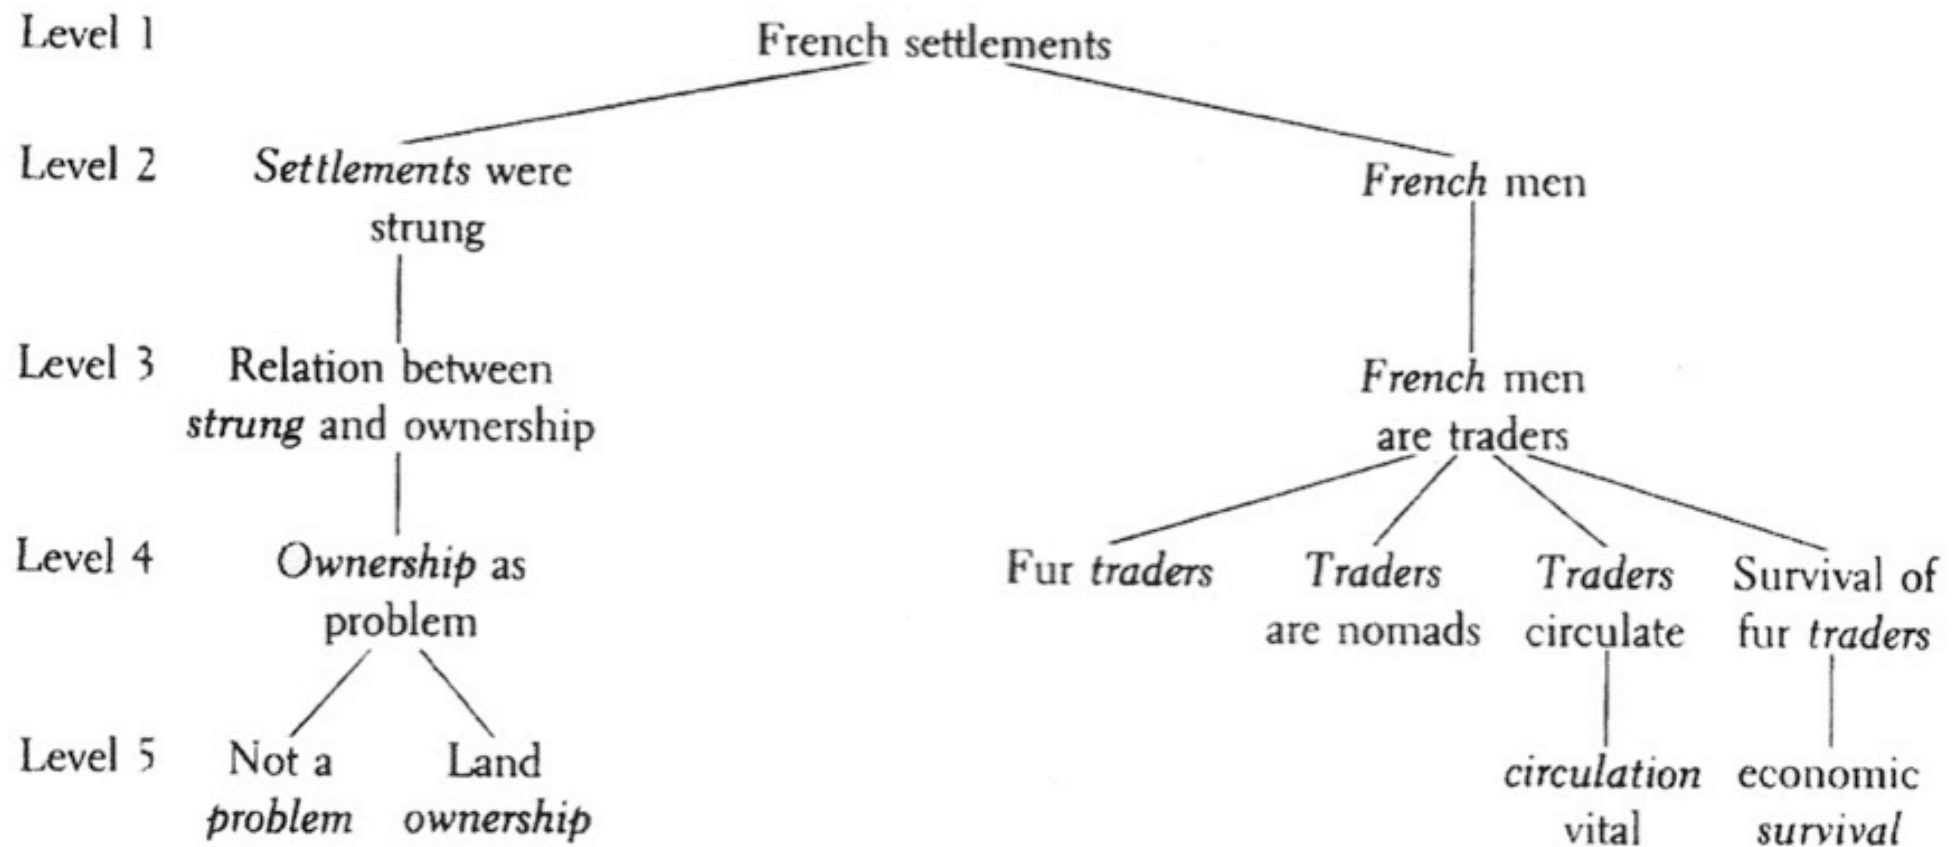 Level 1
French settlements
Level 2
Settlements were
strung
French men
Level 3
Relation between
strung and ownership
French men
are traders
Level 4
Ownership as
problem
Fur traders
Traders
are nomads
Traders
circulate
Survival of
fur traders
Level 5
Not a
problem
Land
ownership
circulation
vital
economic
survival